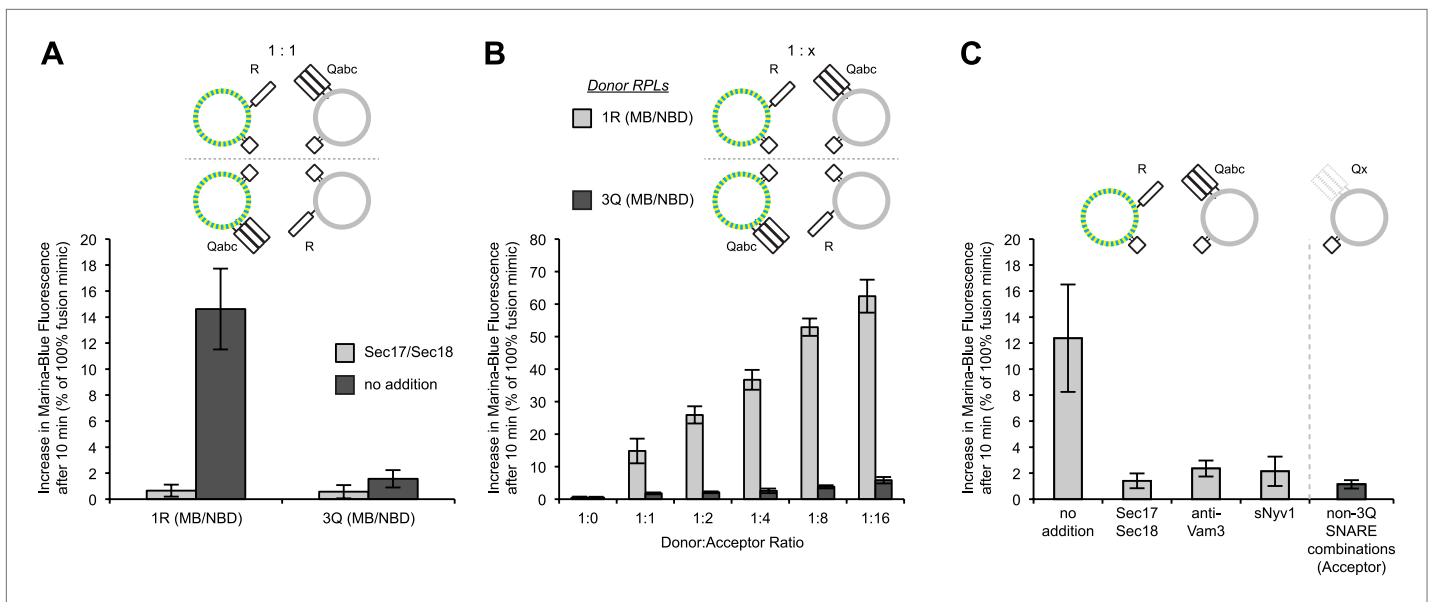 A
1 : 1
R
Qabc
Qabc
R
Increase in Marina-Blue Fluorescence
after 10 min (% of 100% fusion mimic)
20
18
16
14
12
10
8
6
4
2
0
Sec17/Sec18
no addition
1R (MB/NBD)
3Q (MB/NBD)
B
1 : x
Donor RPLs
R
Qabc
1R (MB/NBD)
3Q (MB/NBD)
Qabc
R
Increase in Marina-Blue Fluorescence
after 10 min (% of 100% fusion mimic)
80
70
60
50
40
30
20
10
0
1:0
1:1
1:2
1:4
1:8
1:16
Donor:Acceptor Ratio
C
R
Qabc
Qx
Increase in Marina-Blue Fluorescence
after 10 min (% of 100% fusion mimic)
20
18
16
14
12
10
8
6
4
2
0
no
addition
Sec17
Sec18
anti-
Vam3
sNyv1
non-3Q
SNARE
combinations
(Acceptor)